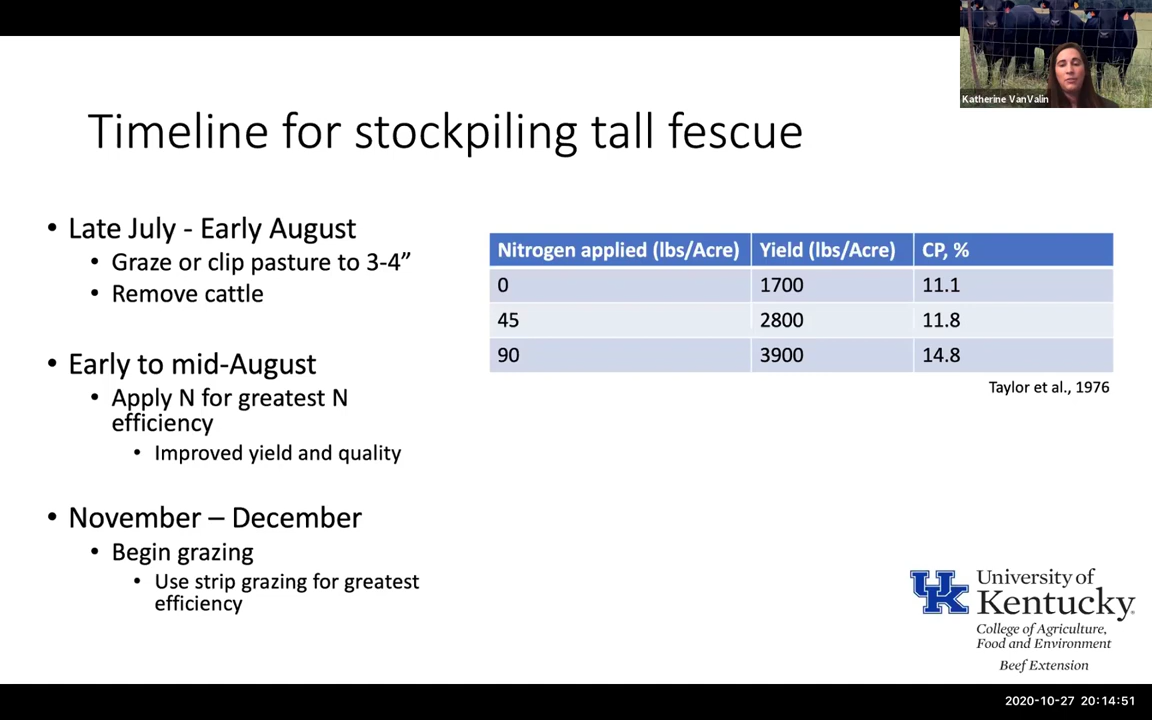 Katherine VanValin
Timeline for stockpiling tall fescue
• Late July - Early August
• Graze or clip pasture to 3-4”
• Remove cattle
• Early to mid-August
• Apply N for greatest N
efficiency
• Improved yield and quality
• November – December
• Begin grazing
• Use strip grazing for greatest
efficiency
Nitrogen applied (lbs/Acre) Yield (lbs/Acre) CP, %
0 1700 11.1
45 2800 11.8
90 3900 14.8
Taylor et al., 1976
UK University of
Kentucky®
College of Agriculture,
Food and Environment
Beef Extension
2020-10-27 20:14:51